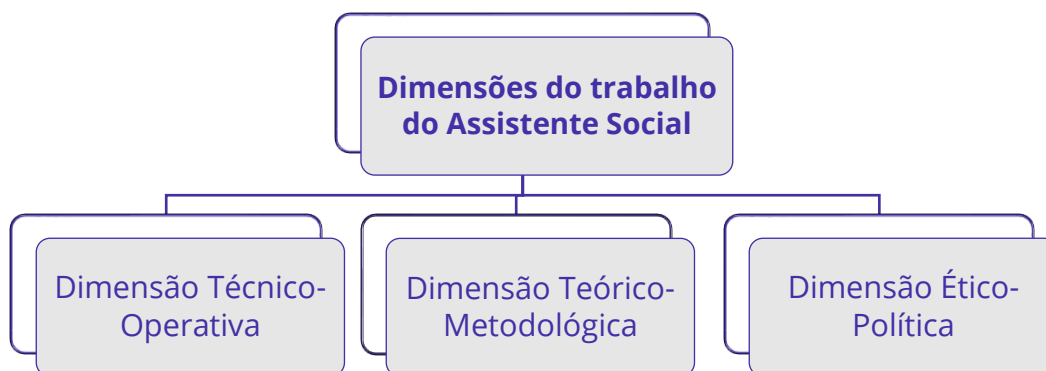 Dimensões do trabalho
do Assistente Social
Dimensão Técnico-
Operativa
Dimensão Teórico-
Metodológica
Dimensão Ético-
Política